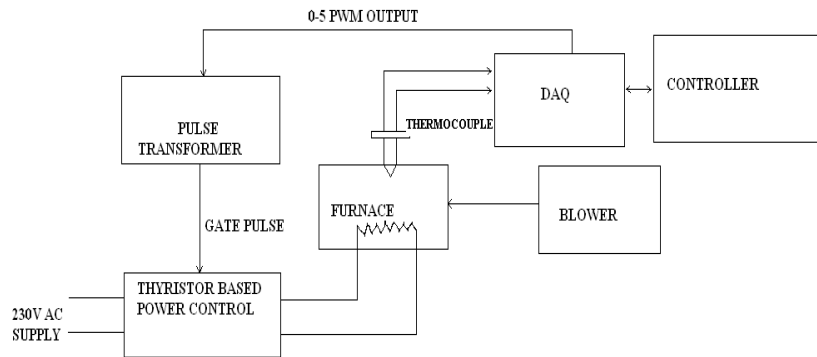 0-5 PWM OUTPUT
PULSE
TRANSFORMER
THERMOCOUPLE
DAQ
CONTROLLER
GATE PULSE
FURNACE
BLOWER
THYRISTOR BASED
POWER CONTROL
230V AC
SUPPLY